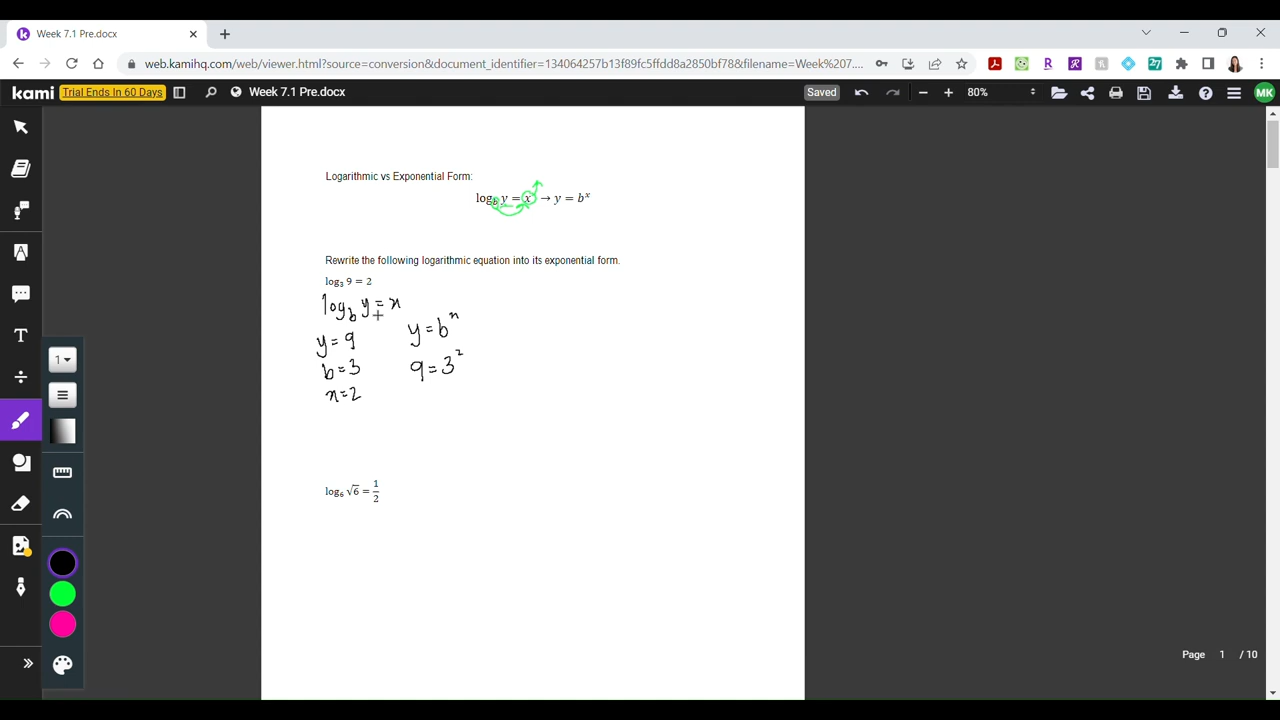 Week 7.1 Pre.docx
web.kamihq.com/web/viewer.html?source=conversion&document_identifier=134064257b13f89fc5ffdd8a2850bf78&filename=Week%207....
kami Trial Ends In 60 Days Week 7.1 Pre.docx Saved 80% MK
Logarithmic vs Exponential Form:
log_b y = x → y = b^x
Rewrite the following logarithmic equation into its exponential form.
log₃ 9 = 2
log_b y = x
y = b^x
y = 9
9 = 3²
b = 3
x = 2
log₆ √6 = 1/2
1
T
Page 1 / 10